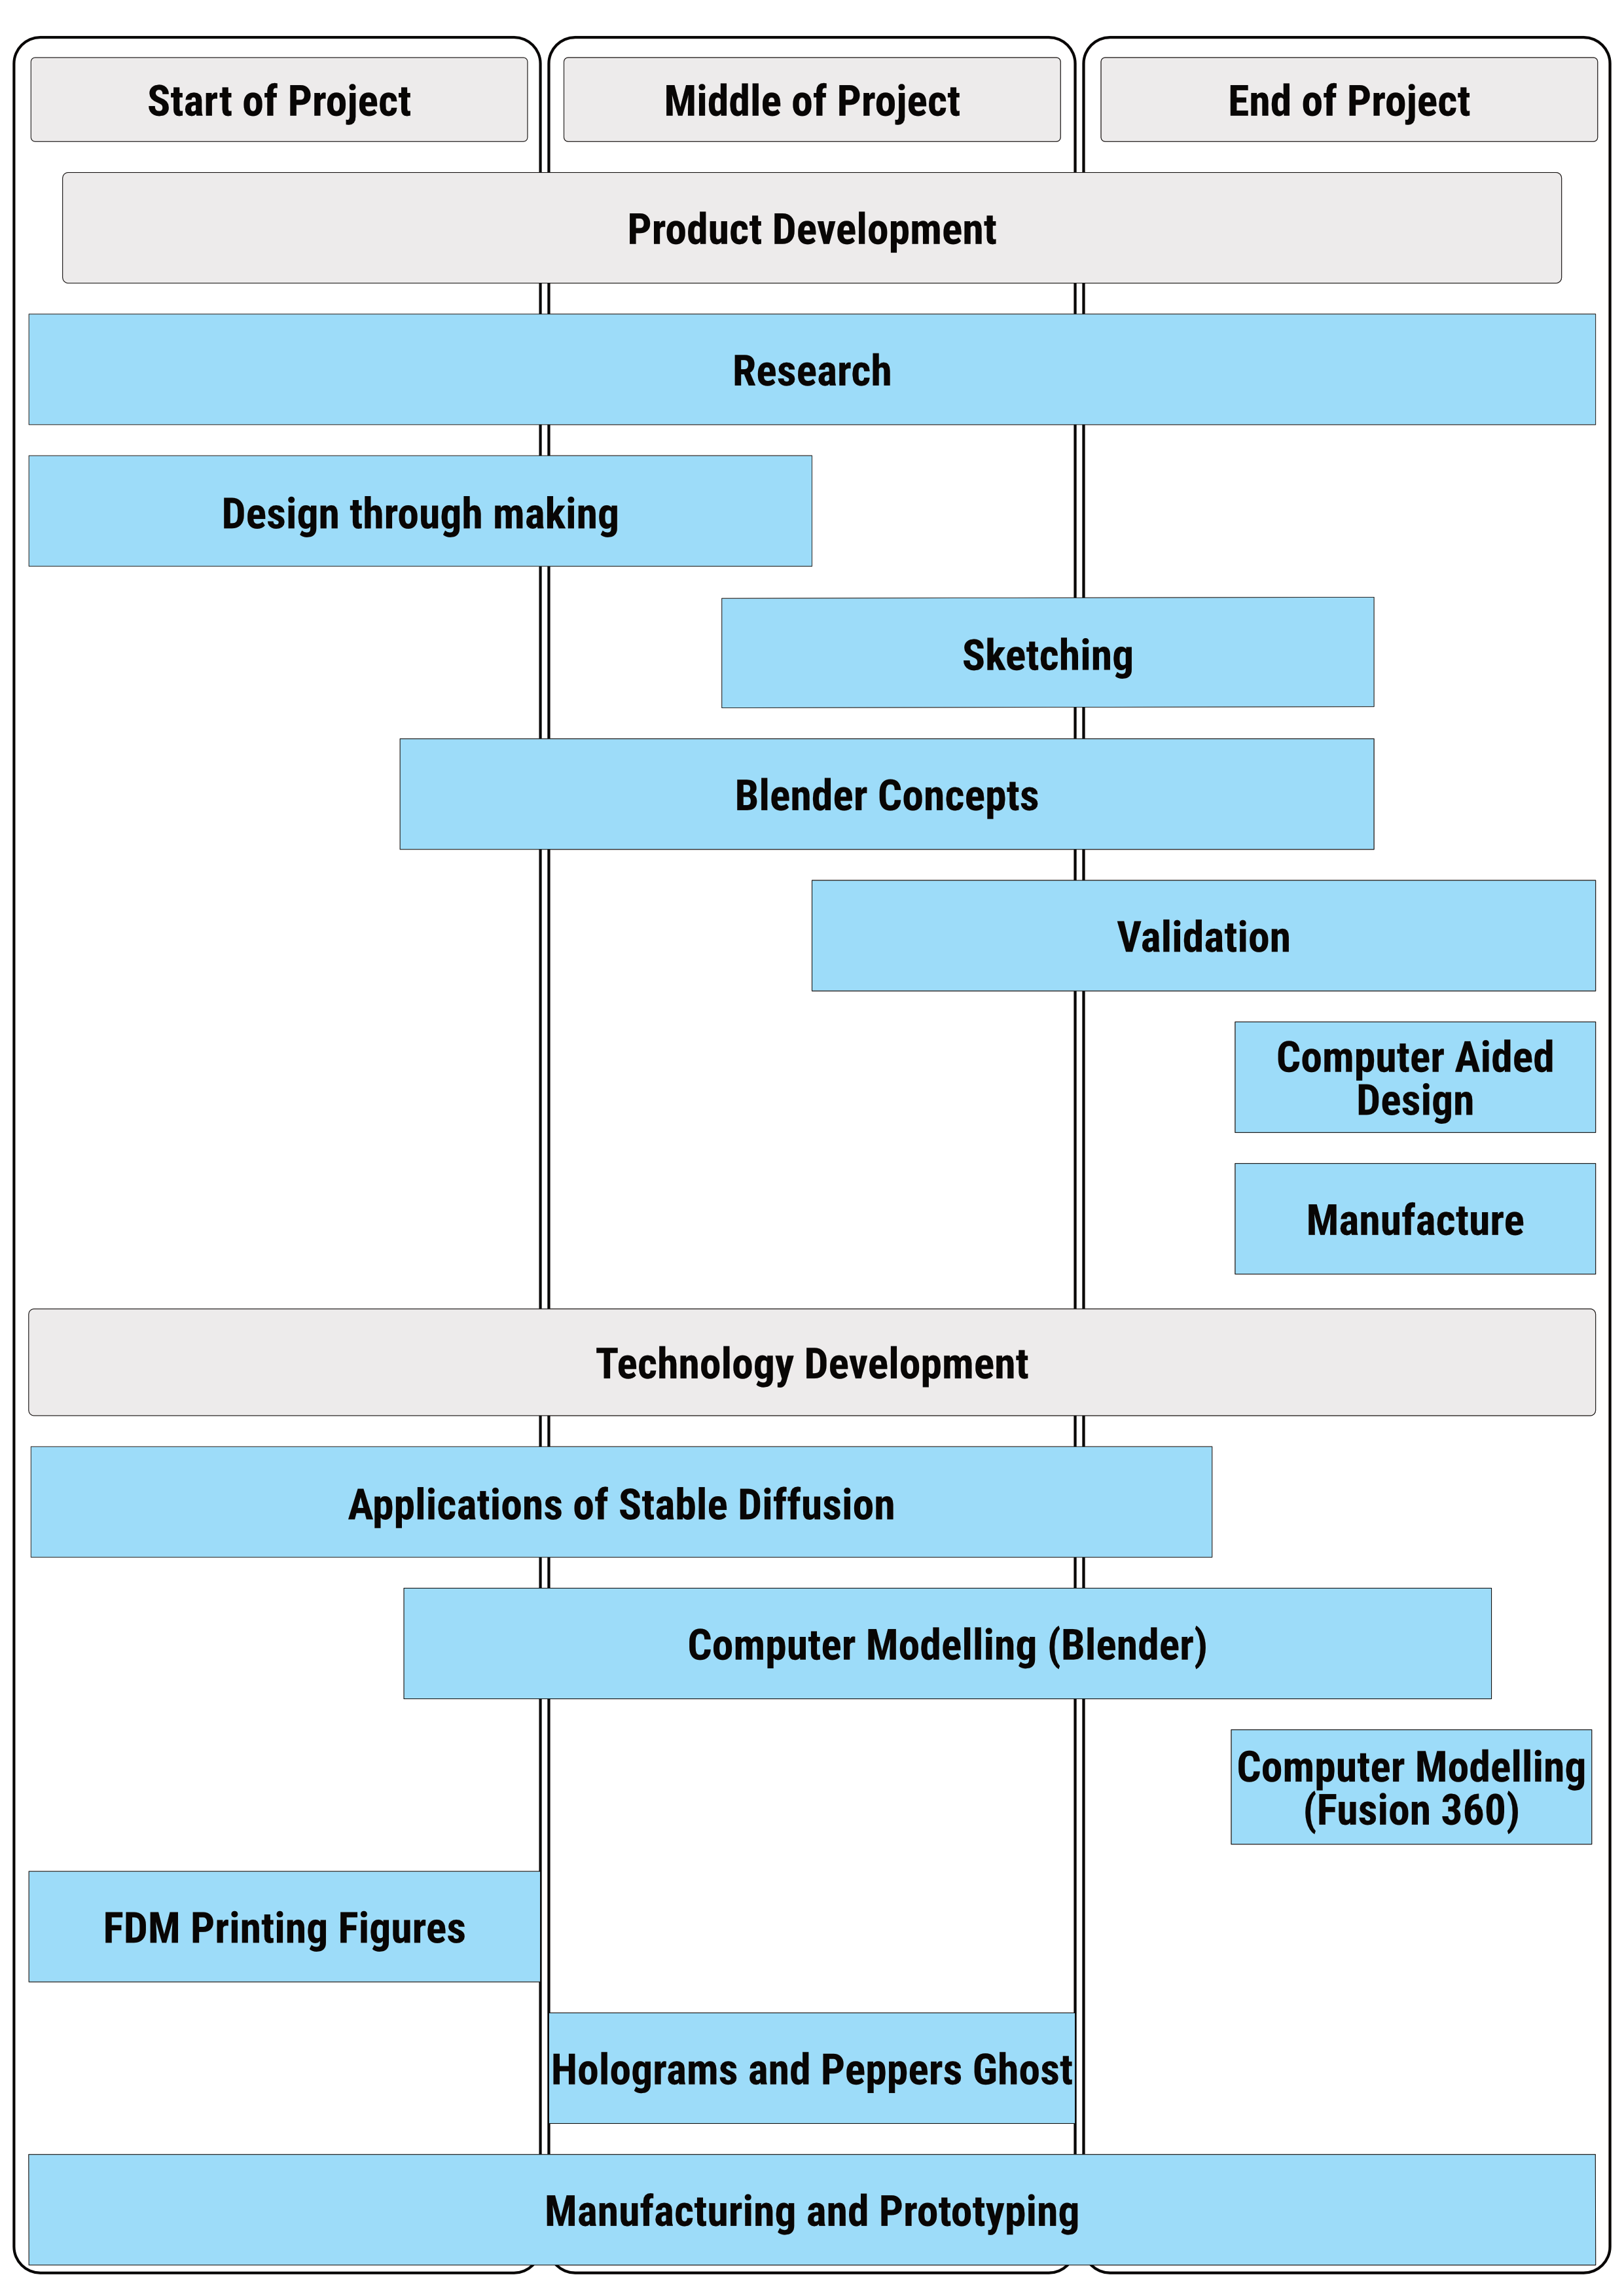 Start of Project
Middle of Project
End of Project
Product Development
Research
Design through making
Sketching
Blender Concepts
Validation
Computer Aided
Design
Manufacture
Technology Development
Applications of Stable Diffusion
Computer Modelling (Blender)
Computer Modelling
(Fusion 360)
FDM Printing Figures
Holograms and Peppers Ghost
Manufacturing and Prototyping